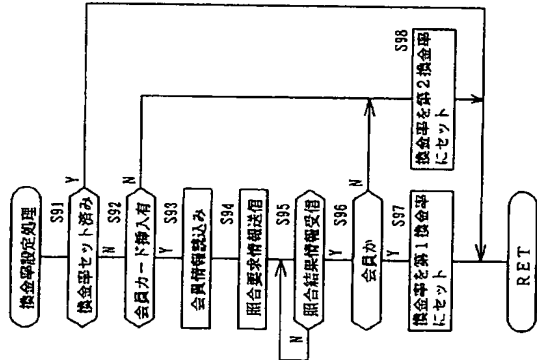 換金率設定処理
S91
換金率セット済み
Y
N
S92
会員カード挿入有
N
Y
S93
会員情報読込み
S94
照合要求情報送信
S95
照合結果情報受信
N
Y
S96
会員か
N
Y
S97
換金率を第1換金率
にセット
S98
換金率を第2換金率
にセット
RET